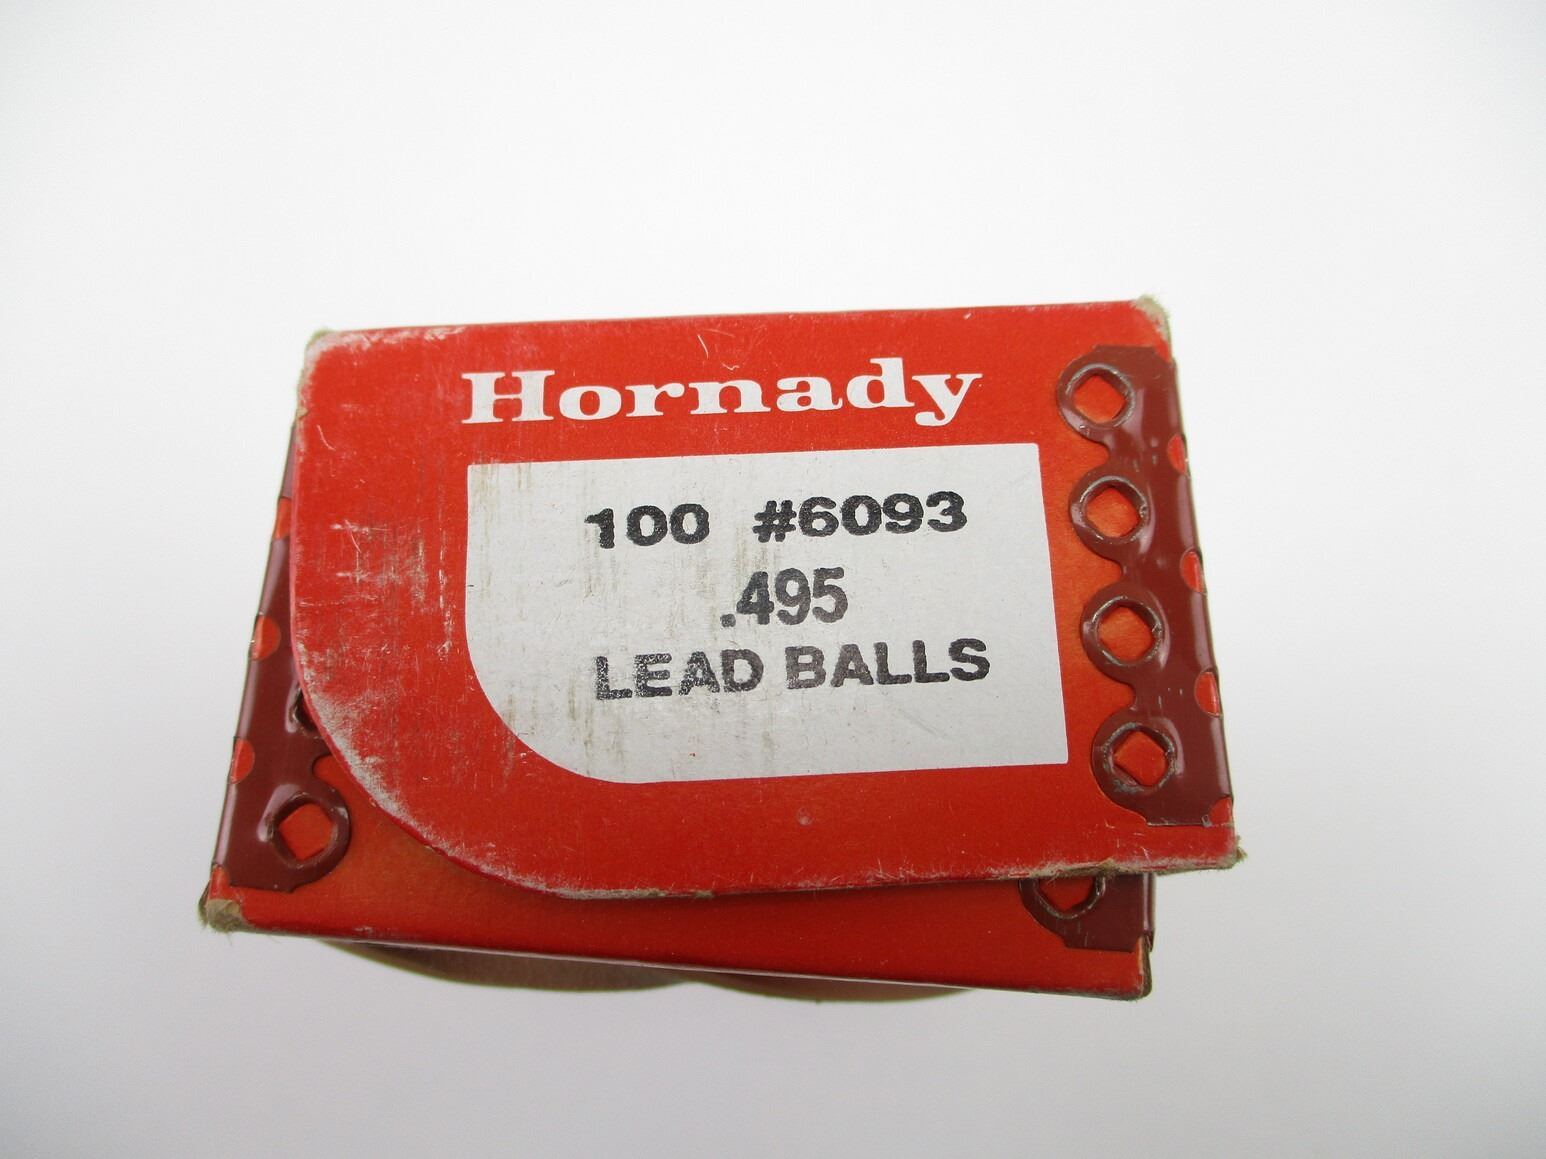 Hornady
100 #6093
.495
LEAD BALLS